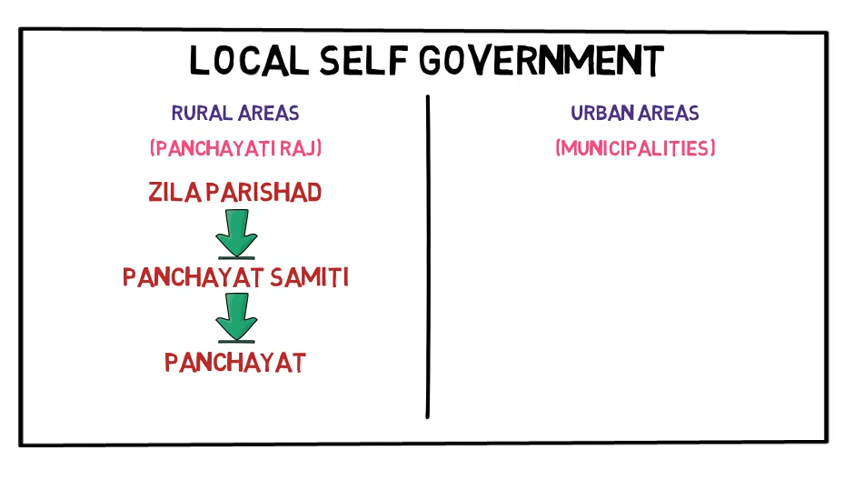 LOCAL SELF GOVERNMENT
RURAL AREAS
(PANCHAYATI RAJ)
ZILA PARISHAD
PANCHAYAT SAMITI
PANCHAYAT
URBAN AREAS
(MUNICIPALITIES)